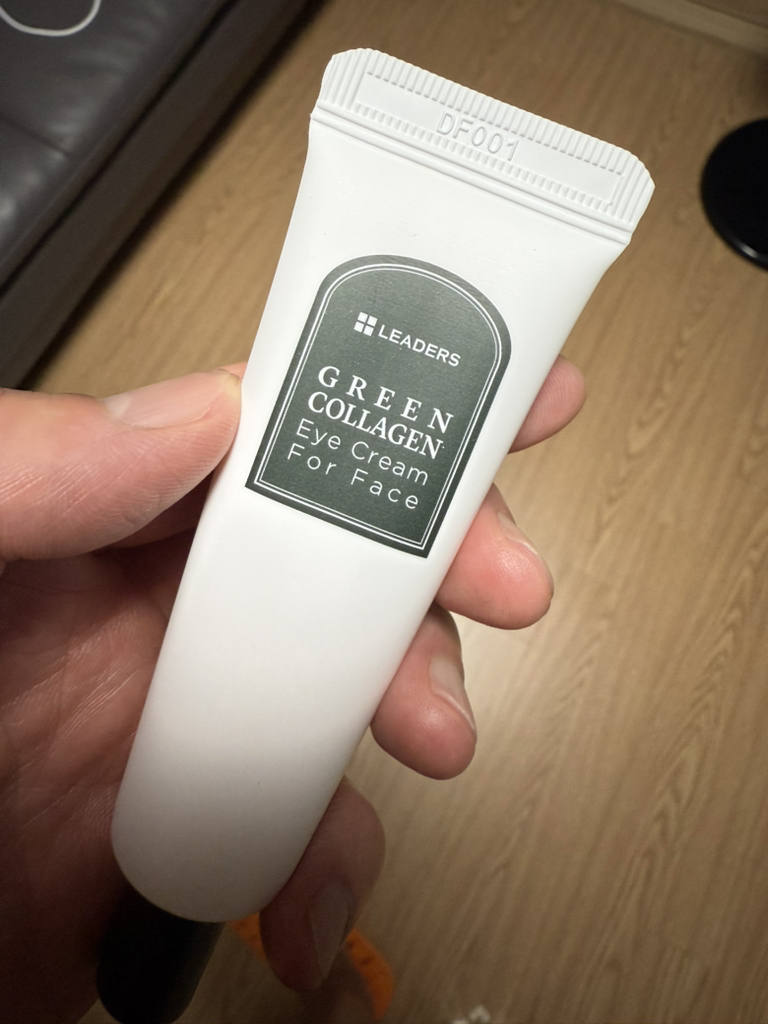 DF001
LEADERS
GREEN
COLLAGEN
Eye Cream
For Face